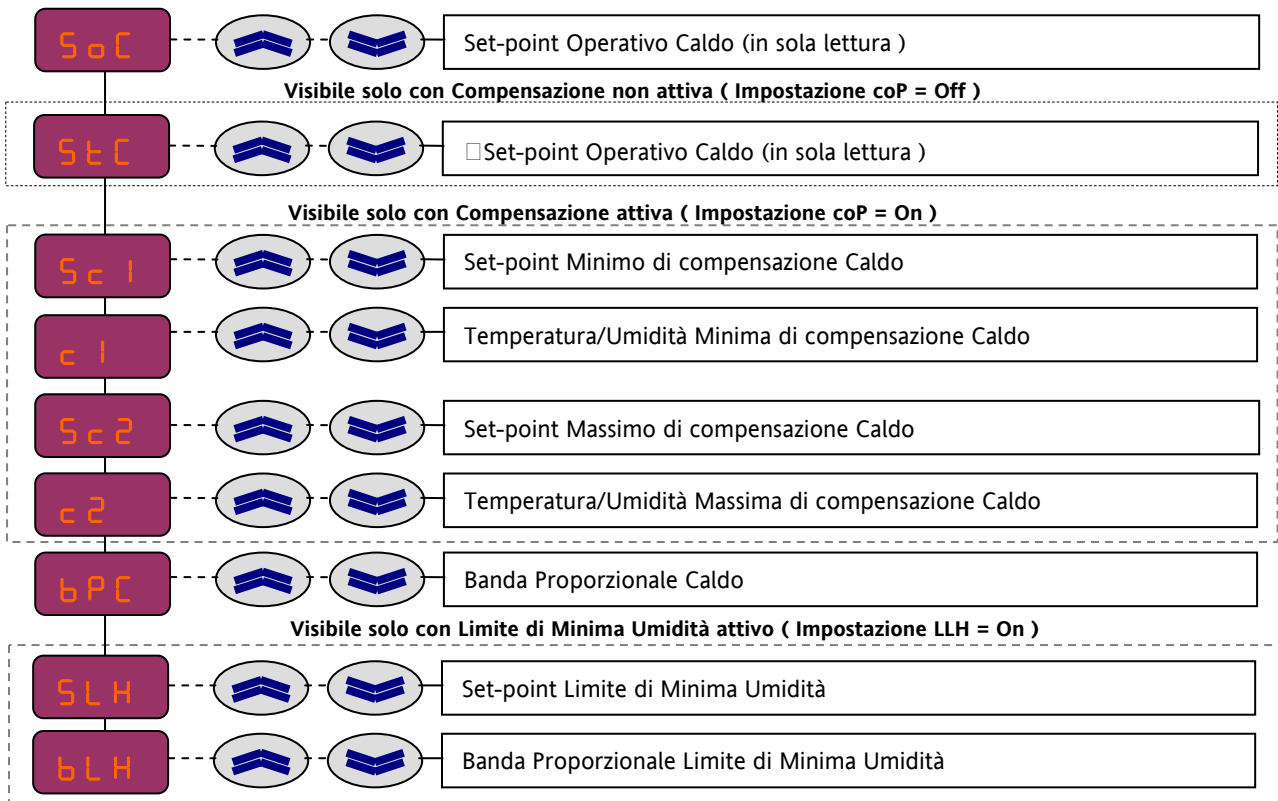 SoC Set-point Operativo Caldo (in sola lettura )
Visibile solo con Compensazione non attiva ( Impostazione coP = Off )
StC □Set-point Operativo Caldo (in sola lettura )
Visibile solo con Compensazione attiva ( Impostazione coP = On )
Sc1 Set-point Minimo di compensazione Caldo
c1 Temperatura/Umidità Minima di compensazione Caldo
Sc2 Set-point Massimo di compensazione Caldo
c2 Temperatura/Umidità Massima di compensazione Caldo
bPC Banda Proporzionale Caldo
Visibile solo con Limite di Minima Umidità attivo ( Impostazione LLH = On )
SLH Set-point Limite di Minima Umidità
bLH Banda Proporzionale Limite di Minima Umidità